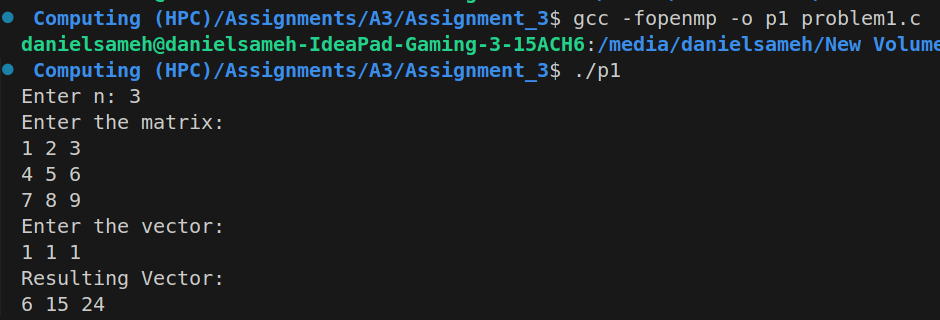 Computing (HPC)/Assignments/A3/Assignment_3$ gcc -fopenmp -o p1 problem1.c
danielsameh@danielsameh-IdeaPad-Gaming-3-15ACH6:/media/danielsameh/New Volume
Computing (HPC)/Assignments/A3/Assignment_3$ ./p1
Enter n: 3
Enter the matrix:
1 2 3
4 5 6
7 8 9
Enter the vector:
1 1 1
Resulting Vector:
6 15 24